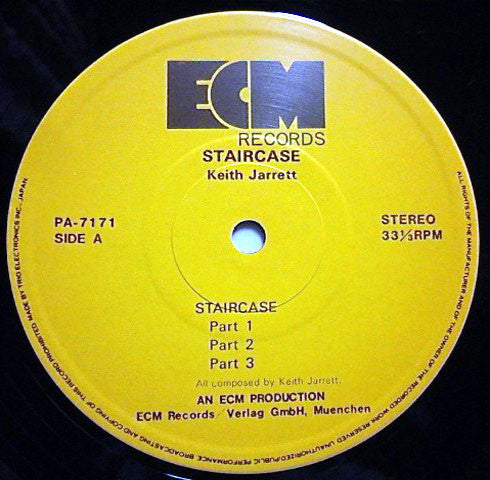 ECM
RECORDS
STAIRCASE
Keith Jarrett
PA-7171
SIDE A
STEREO
33⅓RPM
STAIRCASE
Part 1
Part 2
Part 3
All composed by Keith Jarrett.
AN ECM PRODUCTION
ECM Records/Verlag GmbH, Muenchen
ALL RIGHTS OF THE MANUFACTURER AND OF THE OWNER OF THE RECORDED WORK RESERVED. UNAUTHORIZED PUBLIC PERFORMANCE, BROADCASTING AND COPYING OF THIS RECORD PROHIBITED. MADE BY TRIO ELECTRONICS INC., JAPAN